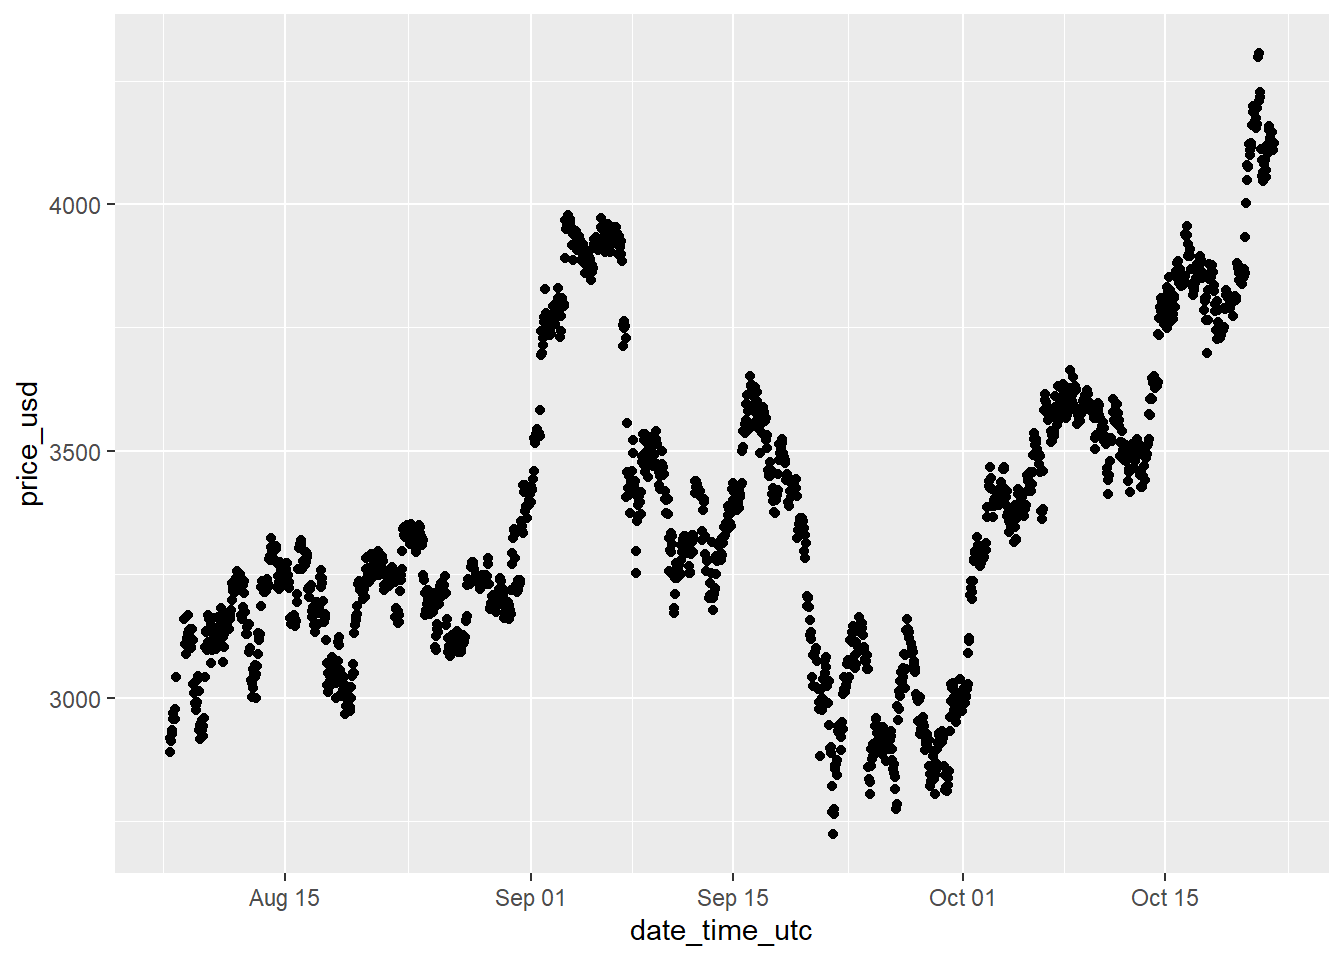 price_usd
4000
3500
3000
Aug 15
Sep 01
Sep 15
Oct 01
Oct 15
date_time_utc